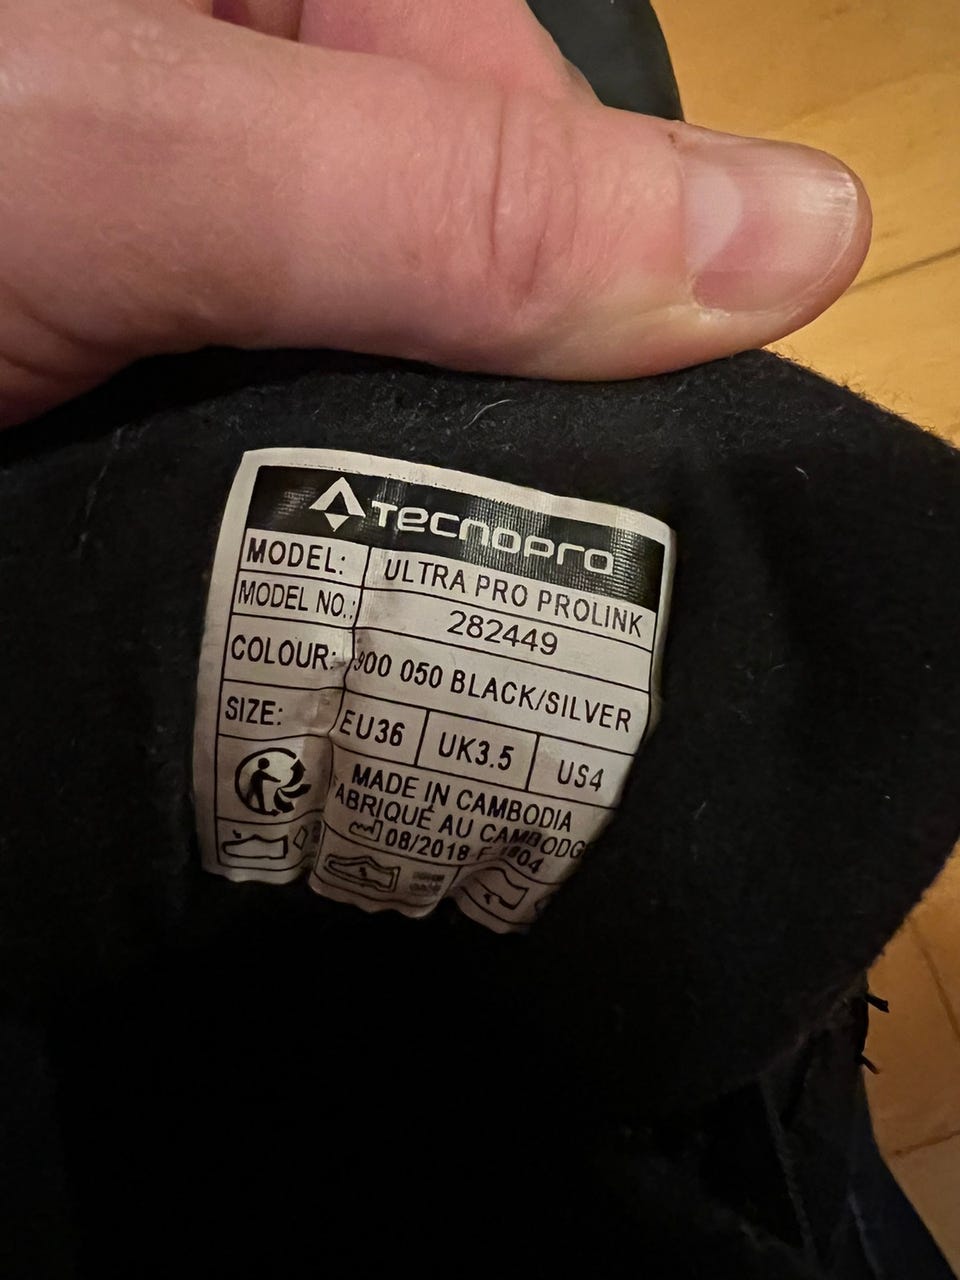 TECNOPRO
MODEL: ULTRA PRO PROLINK
MODEL NO.: 282449
COLOUR: 900 050 BLACK/SILVER
SIZE: EU36 UK3.5 US4
MADE IN CAMBODIA
FABRIQUÉ AU CAMBODGE
08/2018